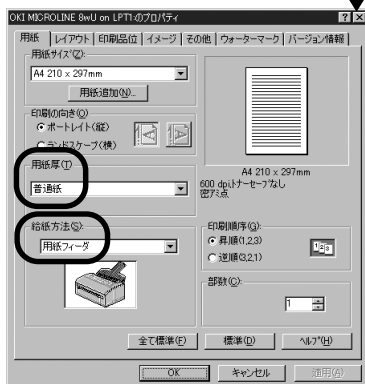 OKI MICROLINE 8wU on LPT1:のプロパティ
用紙 レイアウト 印刷品位 イメージ その他 ウォーターマーク バージョン情報
用紙サイズ(Z):
A4 210 x 297mm
用紙追加(N)...
印刷の向き(O)
ポートレイト(縦)
ランドスケープ(横)
用紙厚(T)
普通紙
給紙方法(S):
用紙フィーダ
A4 210 x 297mm
600 dpi,トナーセーブなし
密アミ点
印刷順序(G):
昇順(1,2,3)
逆順(3,2,1)
部数(C):
1
全て標準(F) 標準(D) ヘルプ(H)
OK キャンセル 適用(A)